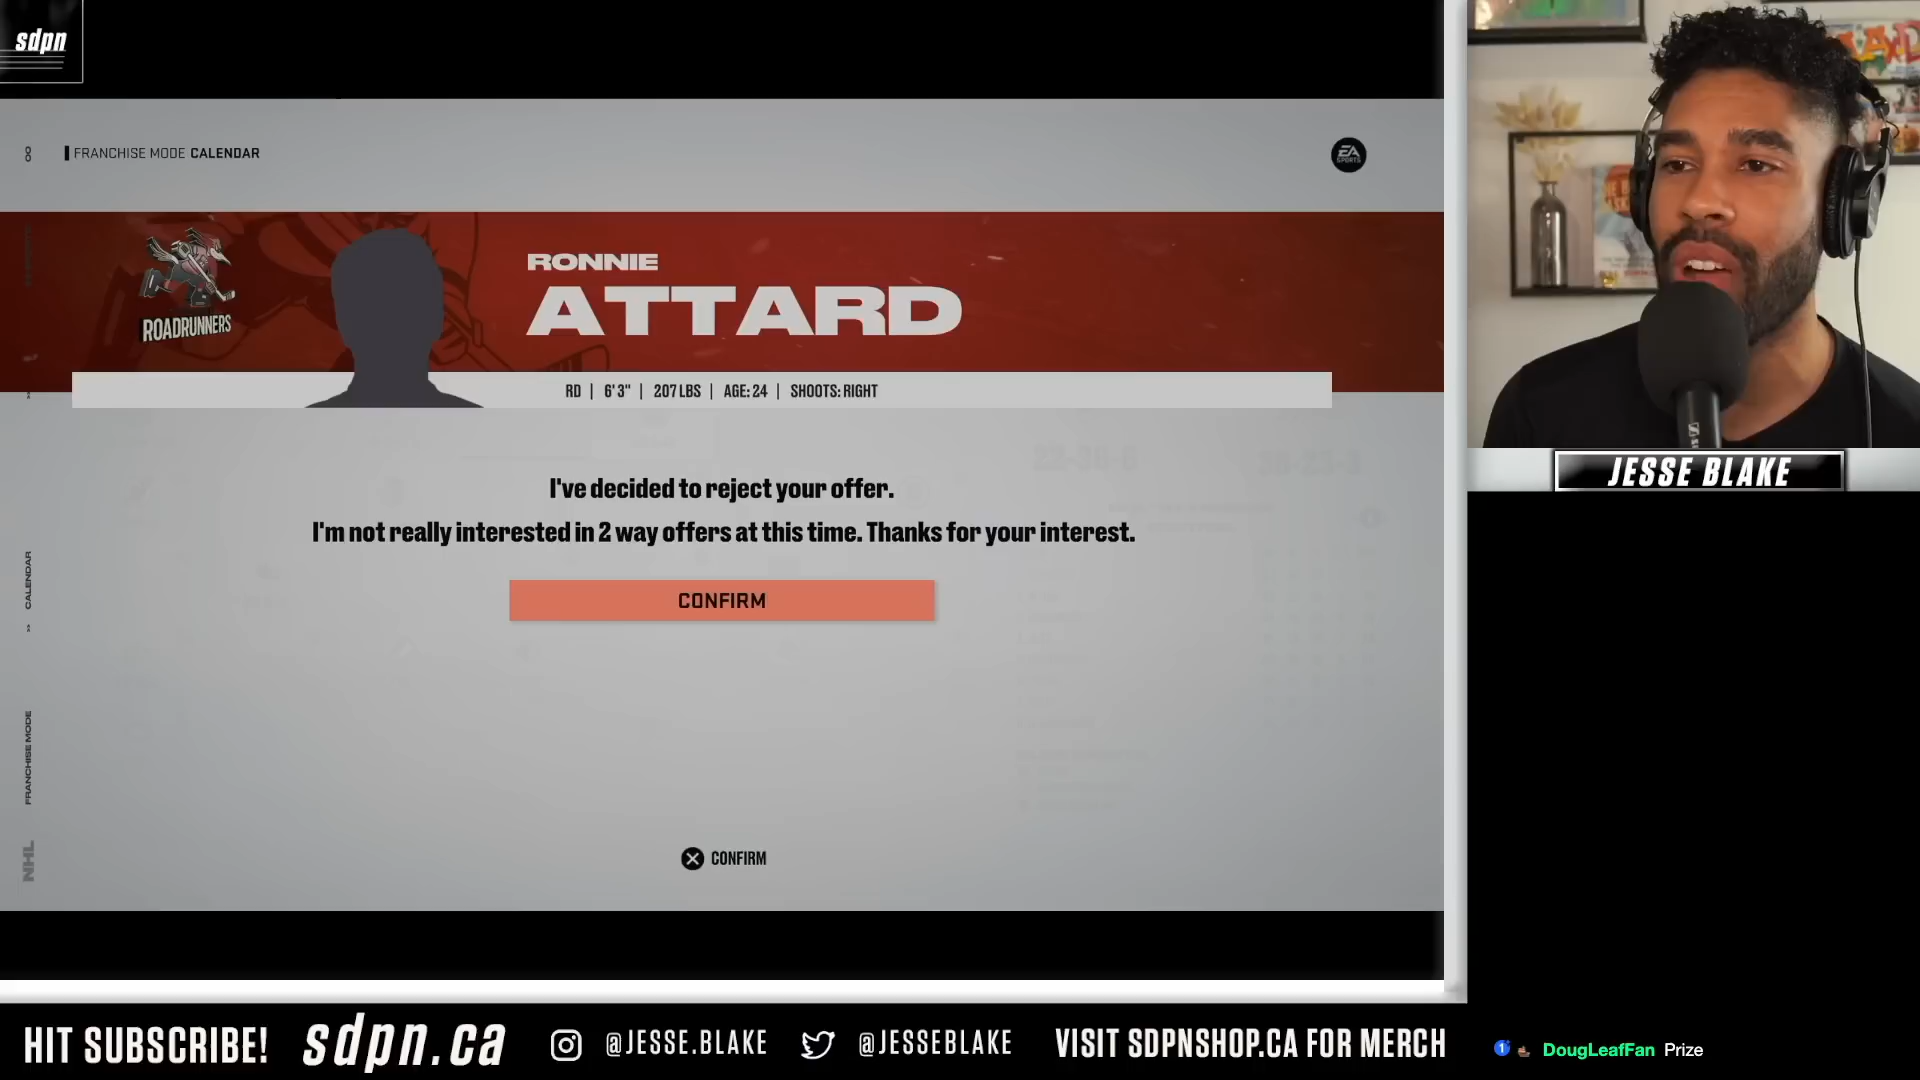 sdpn
FRANCHISE MODE CALENDAR
EA
SPORTS
ROADRUNNERS
RONNIE
ATTARD
RD | 6'3" | 207 LBS | AGE: 24 | SHOOTS: RIGHT
I've decided to reject your offer.
I'm not really interested in 2 way offers at this time. Thanks for your interest.
CONFIRM
CONFIRM
NHL
FRANCHISE MODE
CALENDAR
JESSE BLAKE
HIT SUBSCRIBE!
sdpn.ca
@JESSE.BLAKE
@JESSEBLAKE
VISIT SDPNSHOP.CA FOR MERCH
DougLeafFan Prize